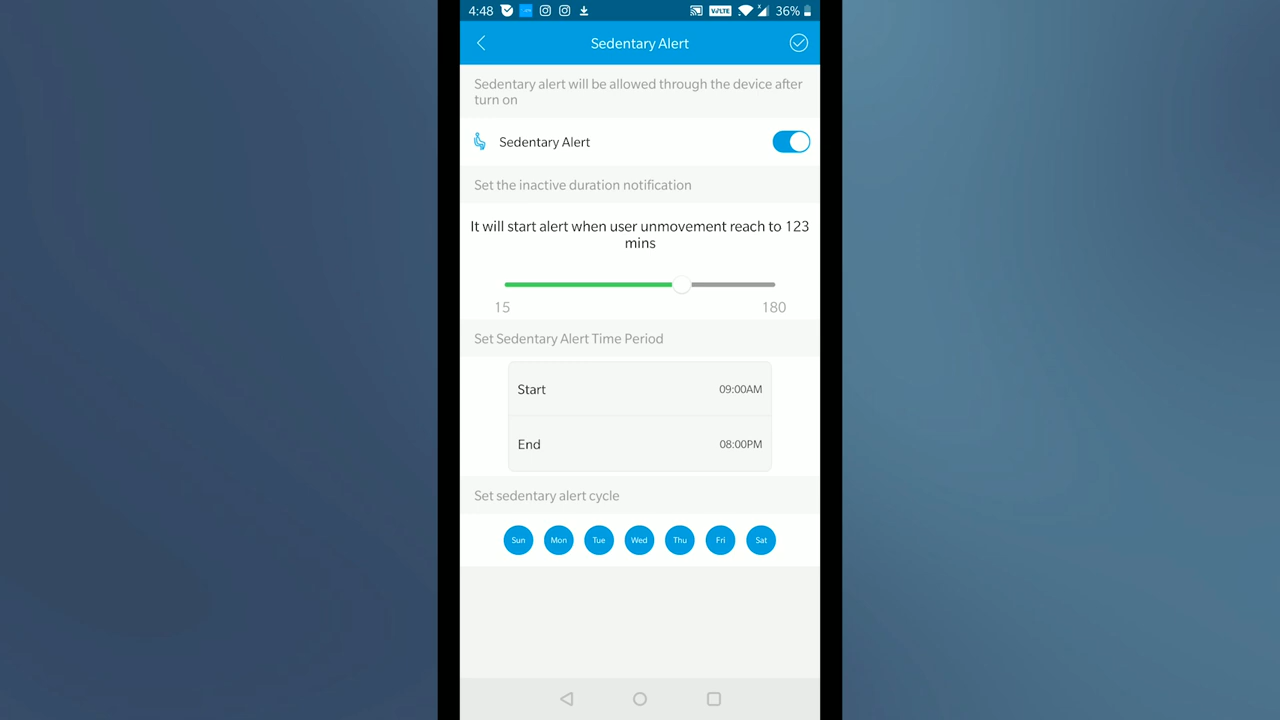 4:48 VoLTE x 36%
Sedentary Alert
Sedentary alert will be allowed through the device after
turn on
Sedentary Alert
Set the inactive duration notification
It will start alert when user unmovement reach to 123
mins
15 180
Set Sedentary Alert Time Period
Start 09:00AM
End 08:00PM
Set sedentary alert cycle
Sun Mon Tue Wed Thu Fri Sat